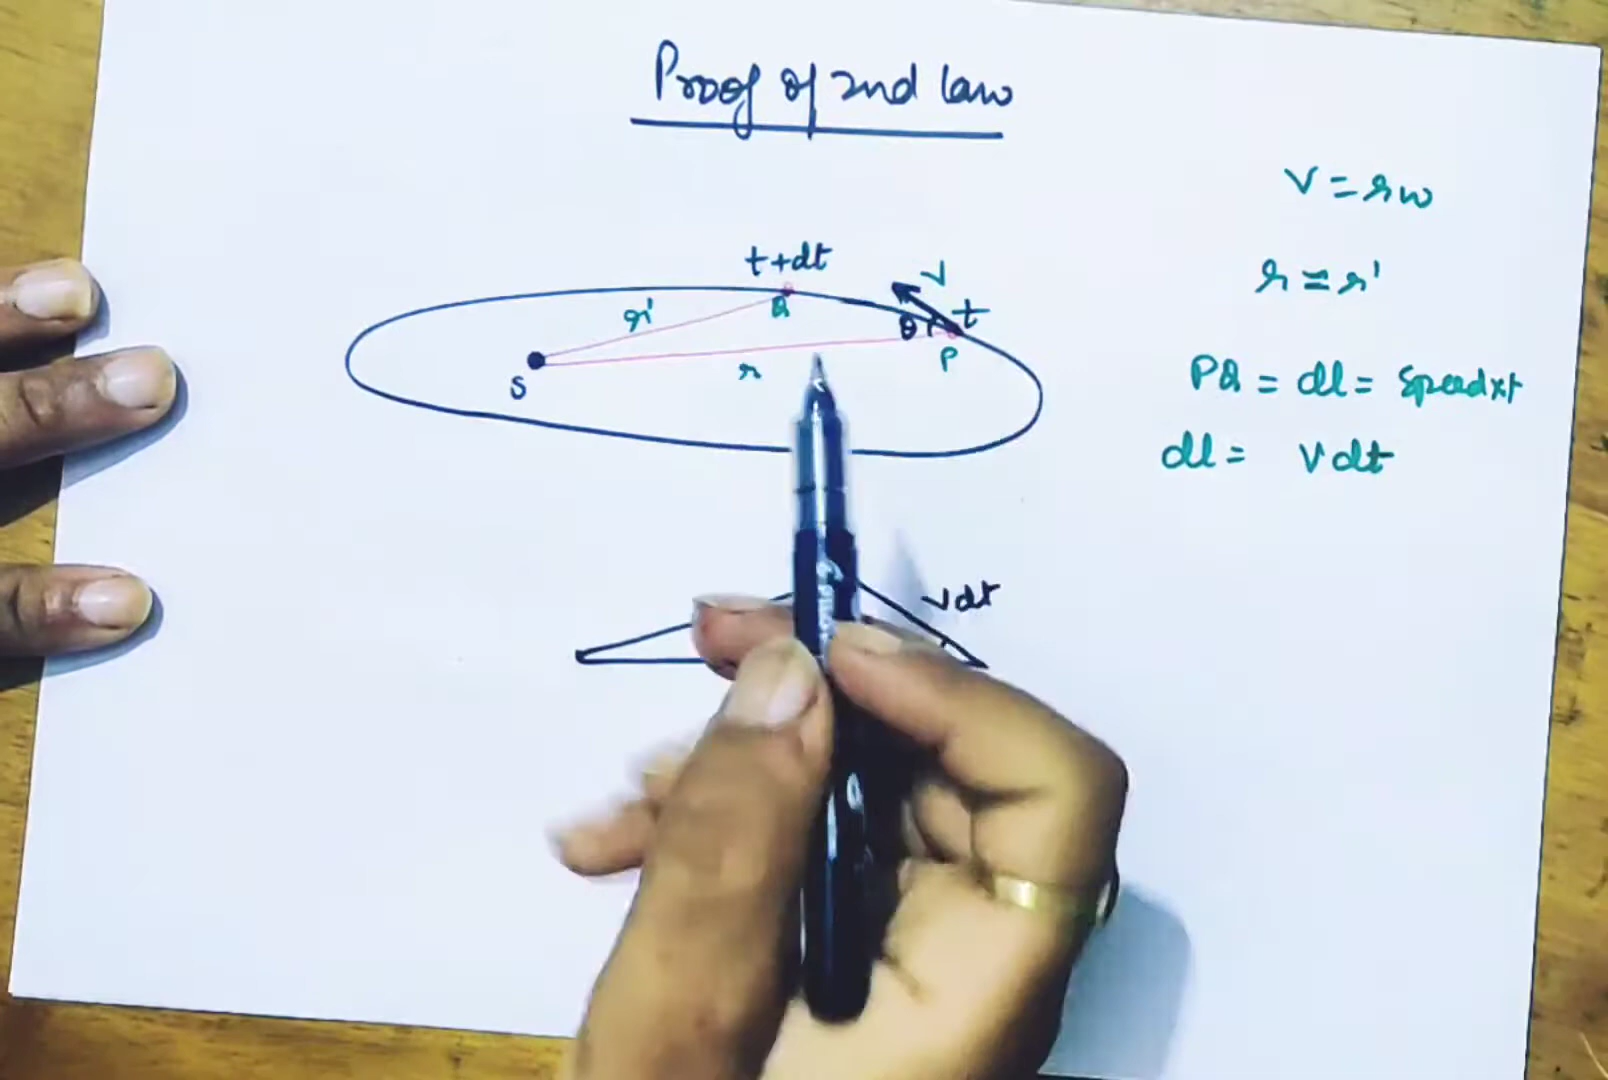 Proof of 2nd law
V = rω
t+dt
V
r = r'
r'
Q
θ
t
P
S
r
PQ = dl = Speed×t
dl = Vdt
Vdt